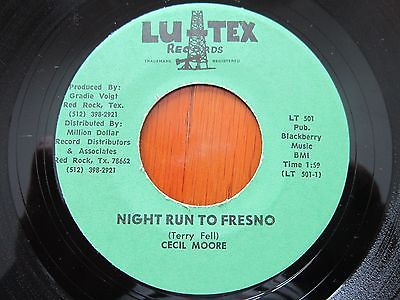 LU-TEX
RECORDS
TRADEMARK REGISTERED
Produced By:
Gradie Voigt
Red Rock, Tex.
(512) 398-2921
Distributed By:
Million Dollar
Record Distributors
& Associates
Red Rock, Tx. 78662
(512) 398-2921
LT 501
Pub.
Blackberry
Music
BMI
Time 1:59
(LT 501-1)
NIGHT RUN TO FRESNO
(Terry Fell)
CECIL MOORE